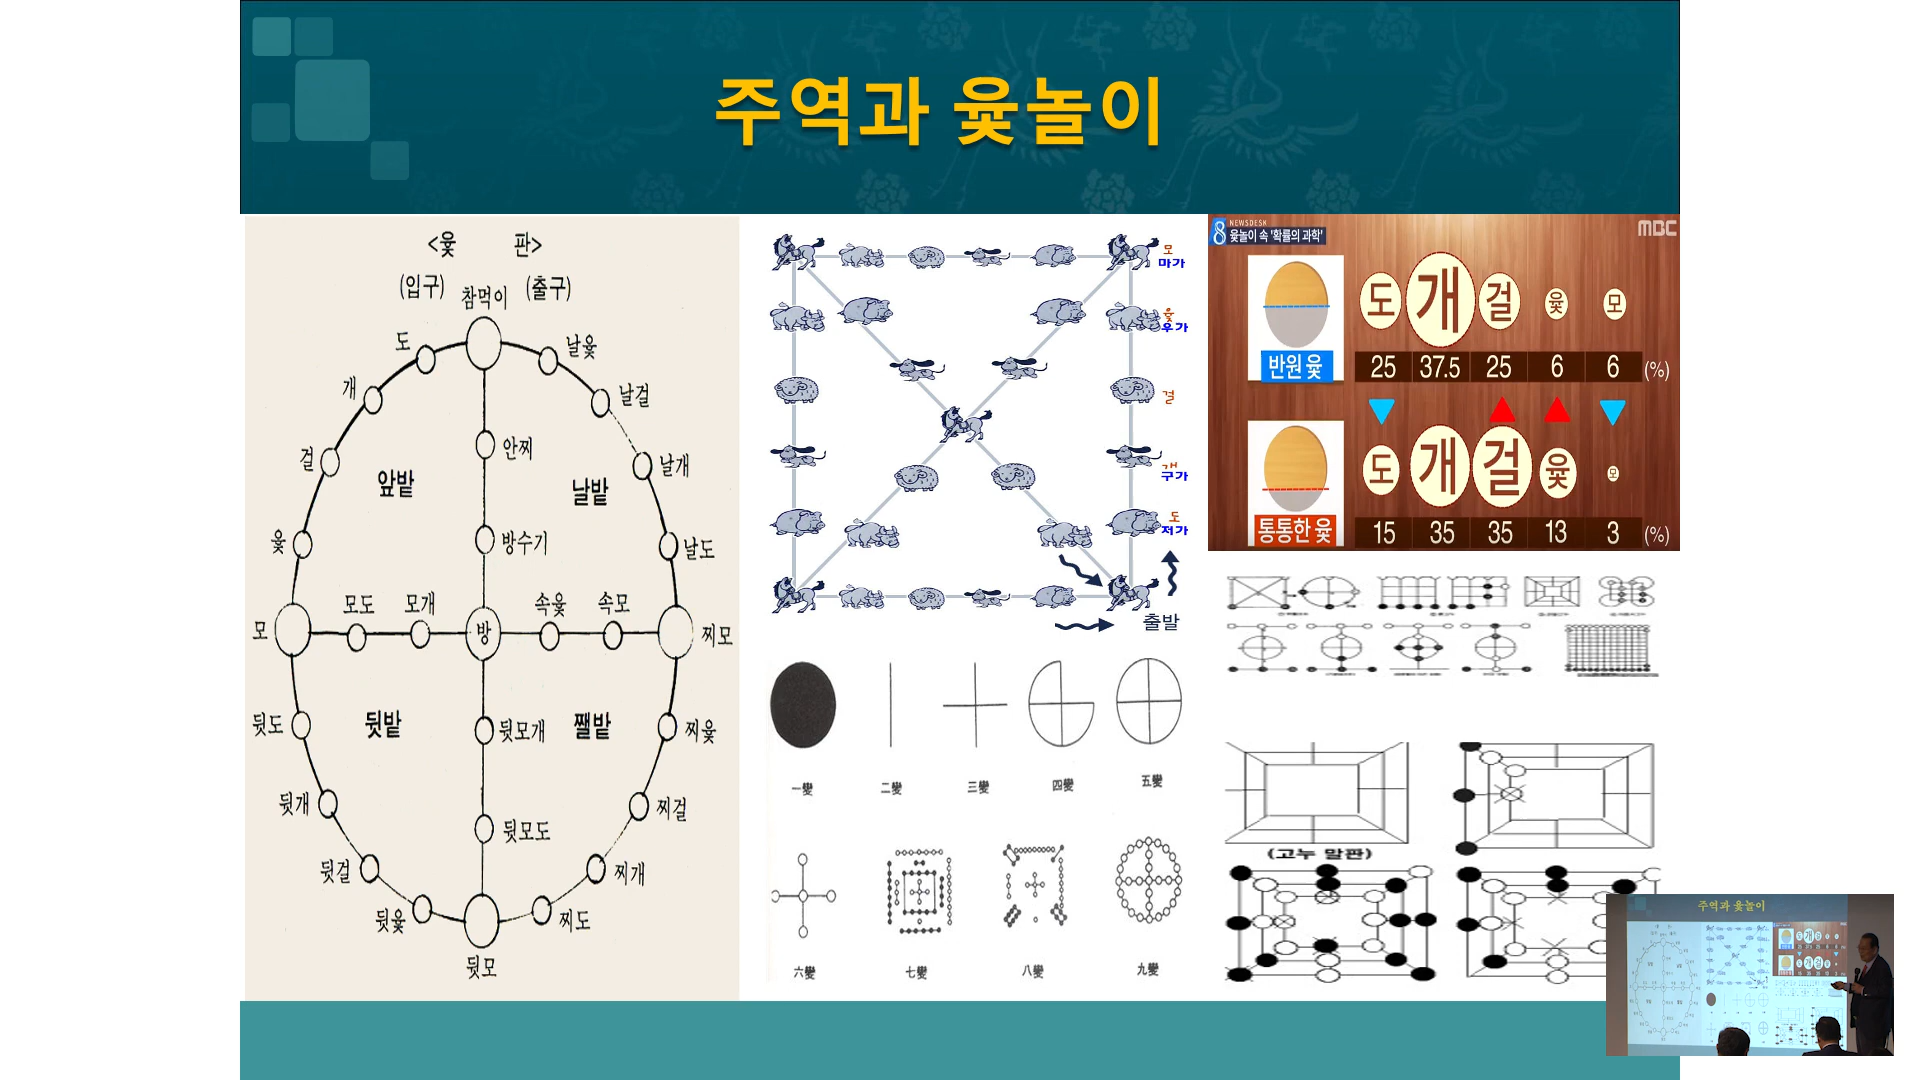 주역과 윷놀이
<윷 판>
(입구) 참먹이 (출구)
도
날윷
개
날걸
걸
안찌
날개
앞밭
날밭
윷
방수기
날도
모도
모개
속윷
속모
모
방
찌모
뒷도
뒷밭
뒷모개
쨀밭
찌윷
뒷개
뒷모도
찌걸
뒷걸
찌개
뒷윷
찌도
뒷모
모
마가
윷
우가
걸
개
구가
도
저가
출발
一變
二變
三變
四變
五變
六變
七變
八變
九變
8 NEWSDESK
윷놀이 속 '확률의 과학'
MBC
도 개 걸 윷 모
반원 윷
25 37.5 25 6 6 (%)
도 개 걸 윷 모
통통한 윷
15 35 35 13 3 (%)
(고누 말판)
주역과 윷놀이